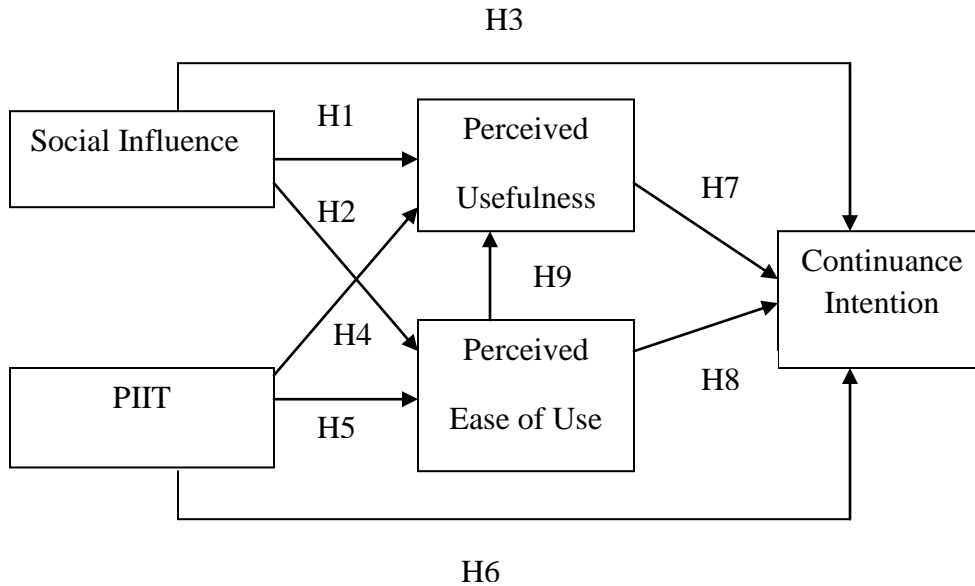 H3
H1
Social Influence
Perceived
Usefulness
H2
H7
Continuance
Intention
H9
H4
Perceived
Ease of Use
PIIT
H5
H8
H6